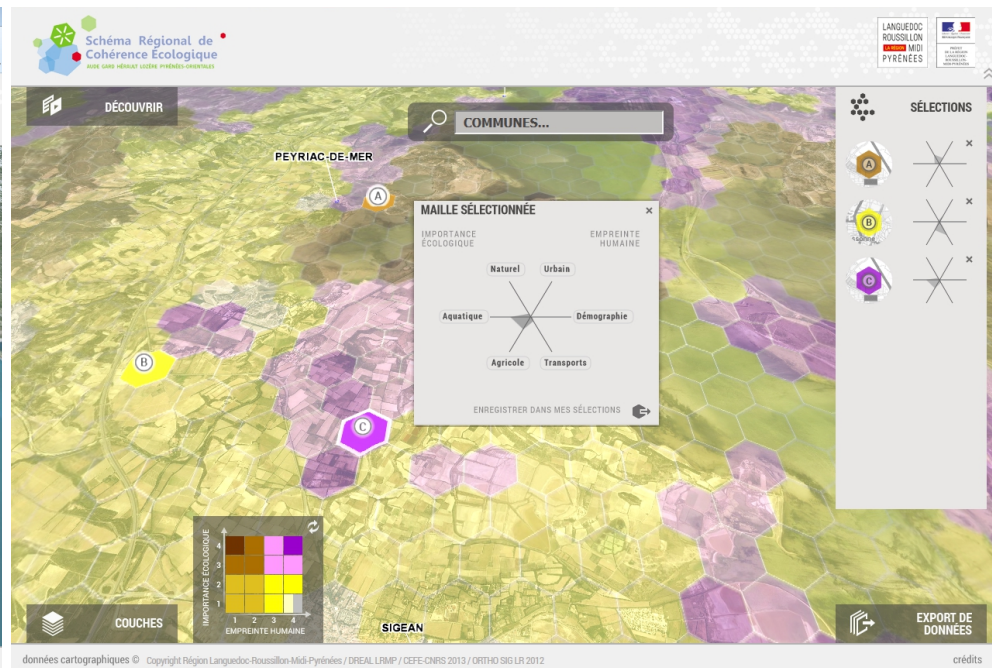 Schéma Régional de
Cohérence Écologique
AUDE GARD HÉRAULT LOZÈRE PYRÉNÉES-ORIENTALES
LANGUEDOC
ROUSSILLON
LA RÉGION MIDI
PYRÉNÉES
DÉCOUVRIR
COMMUNES...
SÉLECTIONS
PEYRIAC-DE-MER
A
B
C
MAILLE SÉLECTIONNÉE ×
IMPORTANCE ÉCOLOGIQUE
EMPREINTE HUMAINE
Naturel
Urbain
Aquatique
Démographie
Agricole
Transports
ENREGISTRER DANS MES SÉLECTIONS
A ×
B ×
C ×
IMPORTANCE ÉCOLOGIQUE
4
3
2
1
1 2 3 4
EMPREINTE HUMAINE
COUCHES
SIGEAN
EXPORT DE
DONNÉES
données cartographiques © Copyright Région Languedoc-Roussillon-Midi-Pyrénées / DREAL LRMP / CEFE-CNRS 2013 / ORTHO SIG LR 2012
crédits